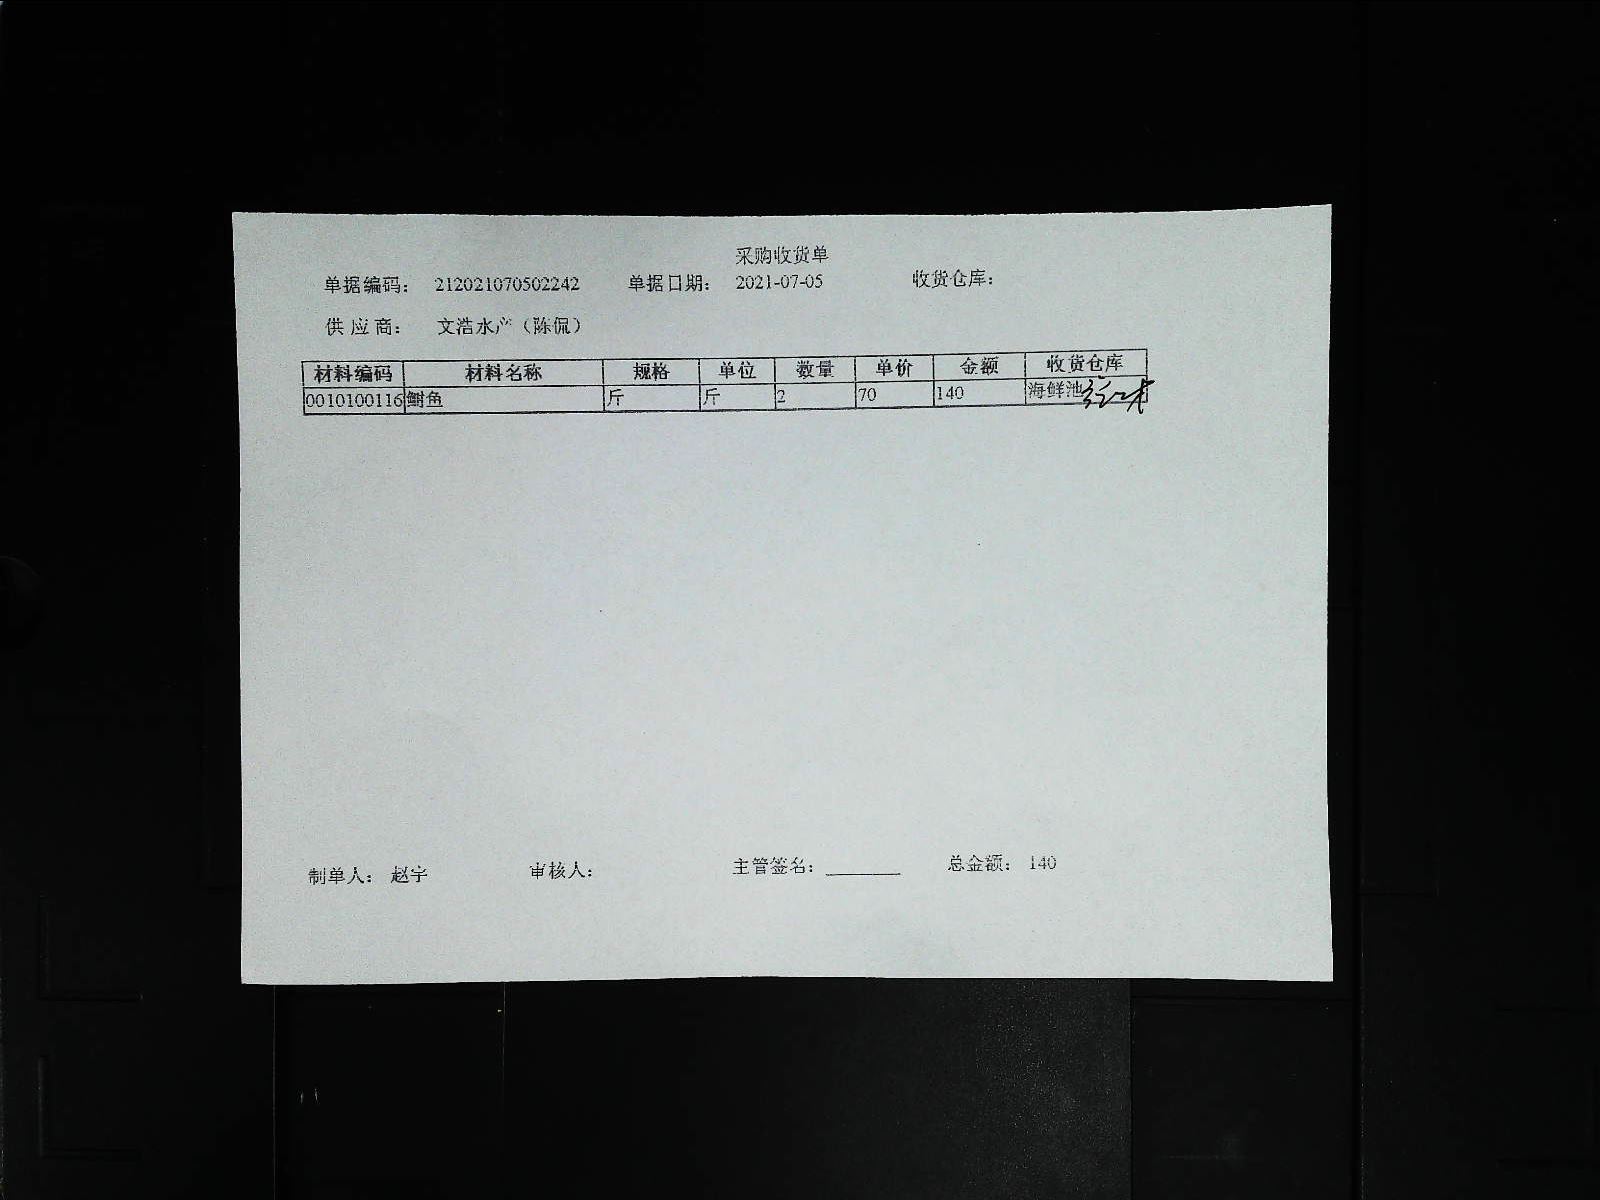 采购收货单
单据编码: 212021070502242 单据日期: 2021-07-05 收货仓库:
供应商: 文浩水产（陈侃）
材料编码 材料名称 规格 单位 数量 单价 金额 收货仓库
0010100116 鲥鱼 斤 斤 2 70 140 海鲜池
制单人: 赵宇 审核人: 主管签名: 总金额: 140